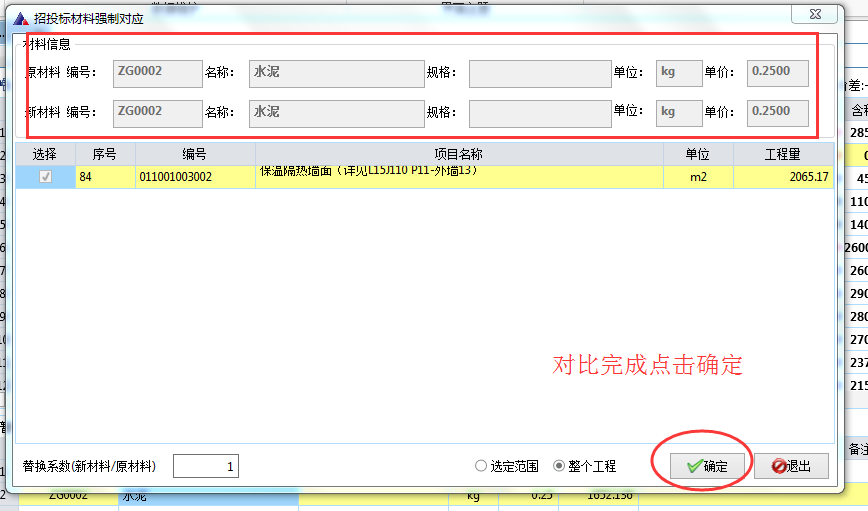 招投标材料强制对应
材料信息
原材料 编号： ZG0002 名称： 水泥 规格： 单位： kg 单价： 0.2500
新材料 编号： ZG0002 名称： 水泥 规格： 单位： kg 单价： 0.2500
选择 序号 编号 项目名称 单位 工程量
84 011001003002 保温隔热墙面（详见L15J110 P11-外墙13） m2 2065.17
对比完成点击确定
替换系数(新材料/原材料) 1 选定范围 整个工程 确定 退出
ZG0002 水泥 kg 0.25 1652.136